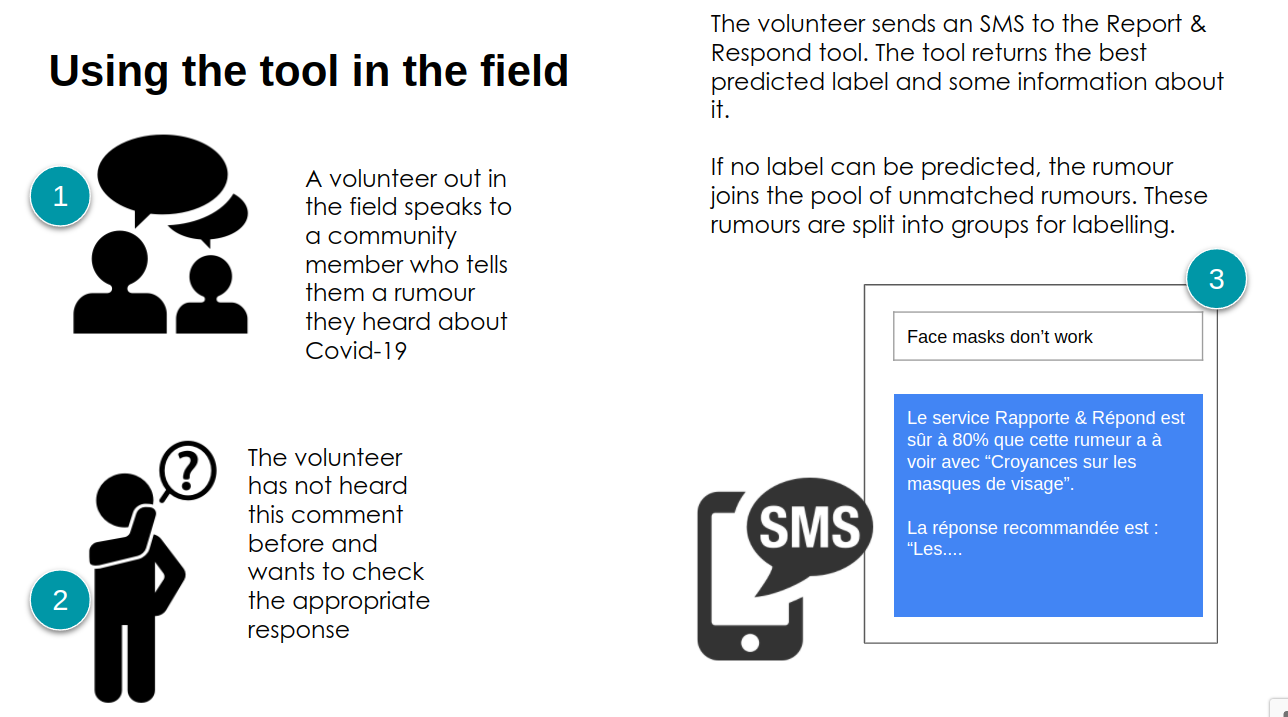 Using the tool in the field
1
A volunteer out in
the field speaks to
a community
member who tells
them a rumour
they heard about
Covid-19
2
The volunteer
has not heard
this comment
before and
wants to check
the appropriate
response
The volunteer sends an SMS to the Report &
Respond tool. The tool returns the best
predicted label and some information about
it.
If no label can be predicted, the rumour
joins the pool of unmatched rumours. These
rumours are split into groups for labelling.
3
Face masks don’t work
Le service Rapporte & Répond est
sûr à 80% que cette rumeur a à
voir avec “Croyances sur les
masques de visage”.
La réponse recommandée est :
“Les....
SMS
?